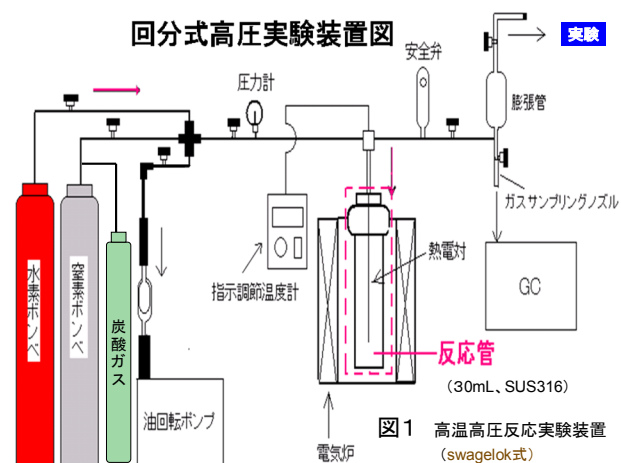 回分式高圧実験装置図
実験
安全弁
圧力計
膨張管
ガスサンプリングノズル
熱電対
指示調節温度計
GC
水素ボンベ
窒素ボンベ
炭酸ガス
反応管
(30mL、SUS316)
油回転ポンプ
電気炉
図1 高温高圧反応実験装置
(swagelok式)